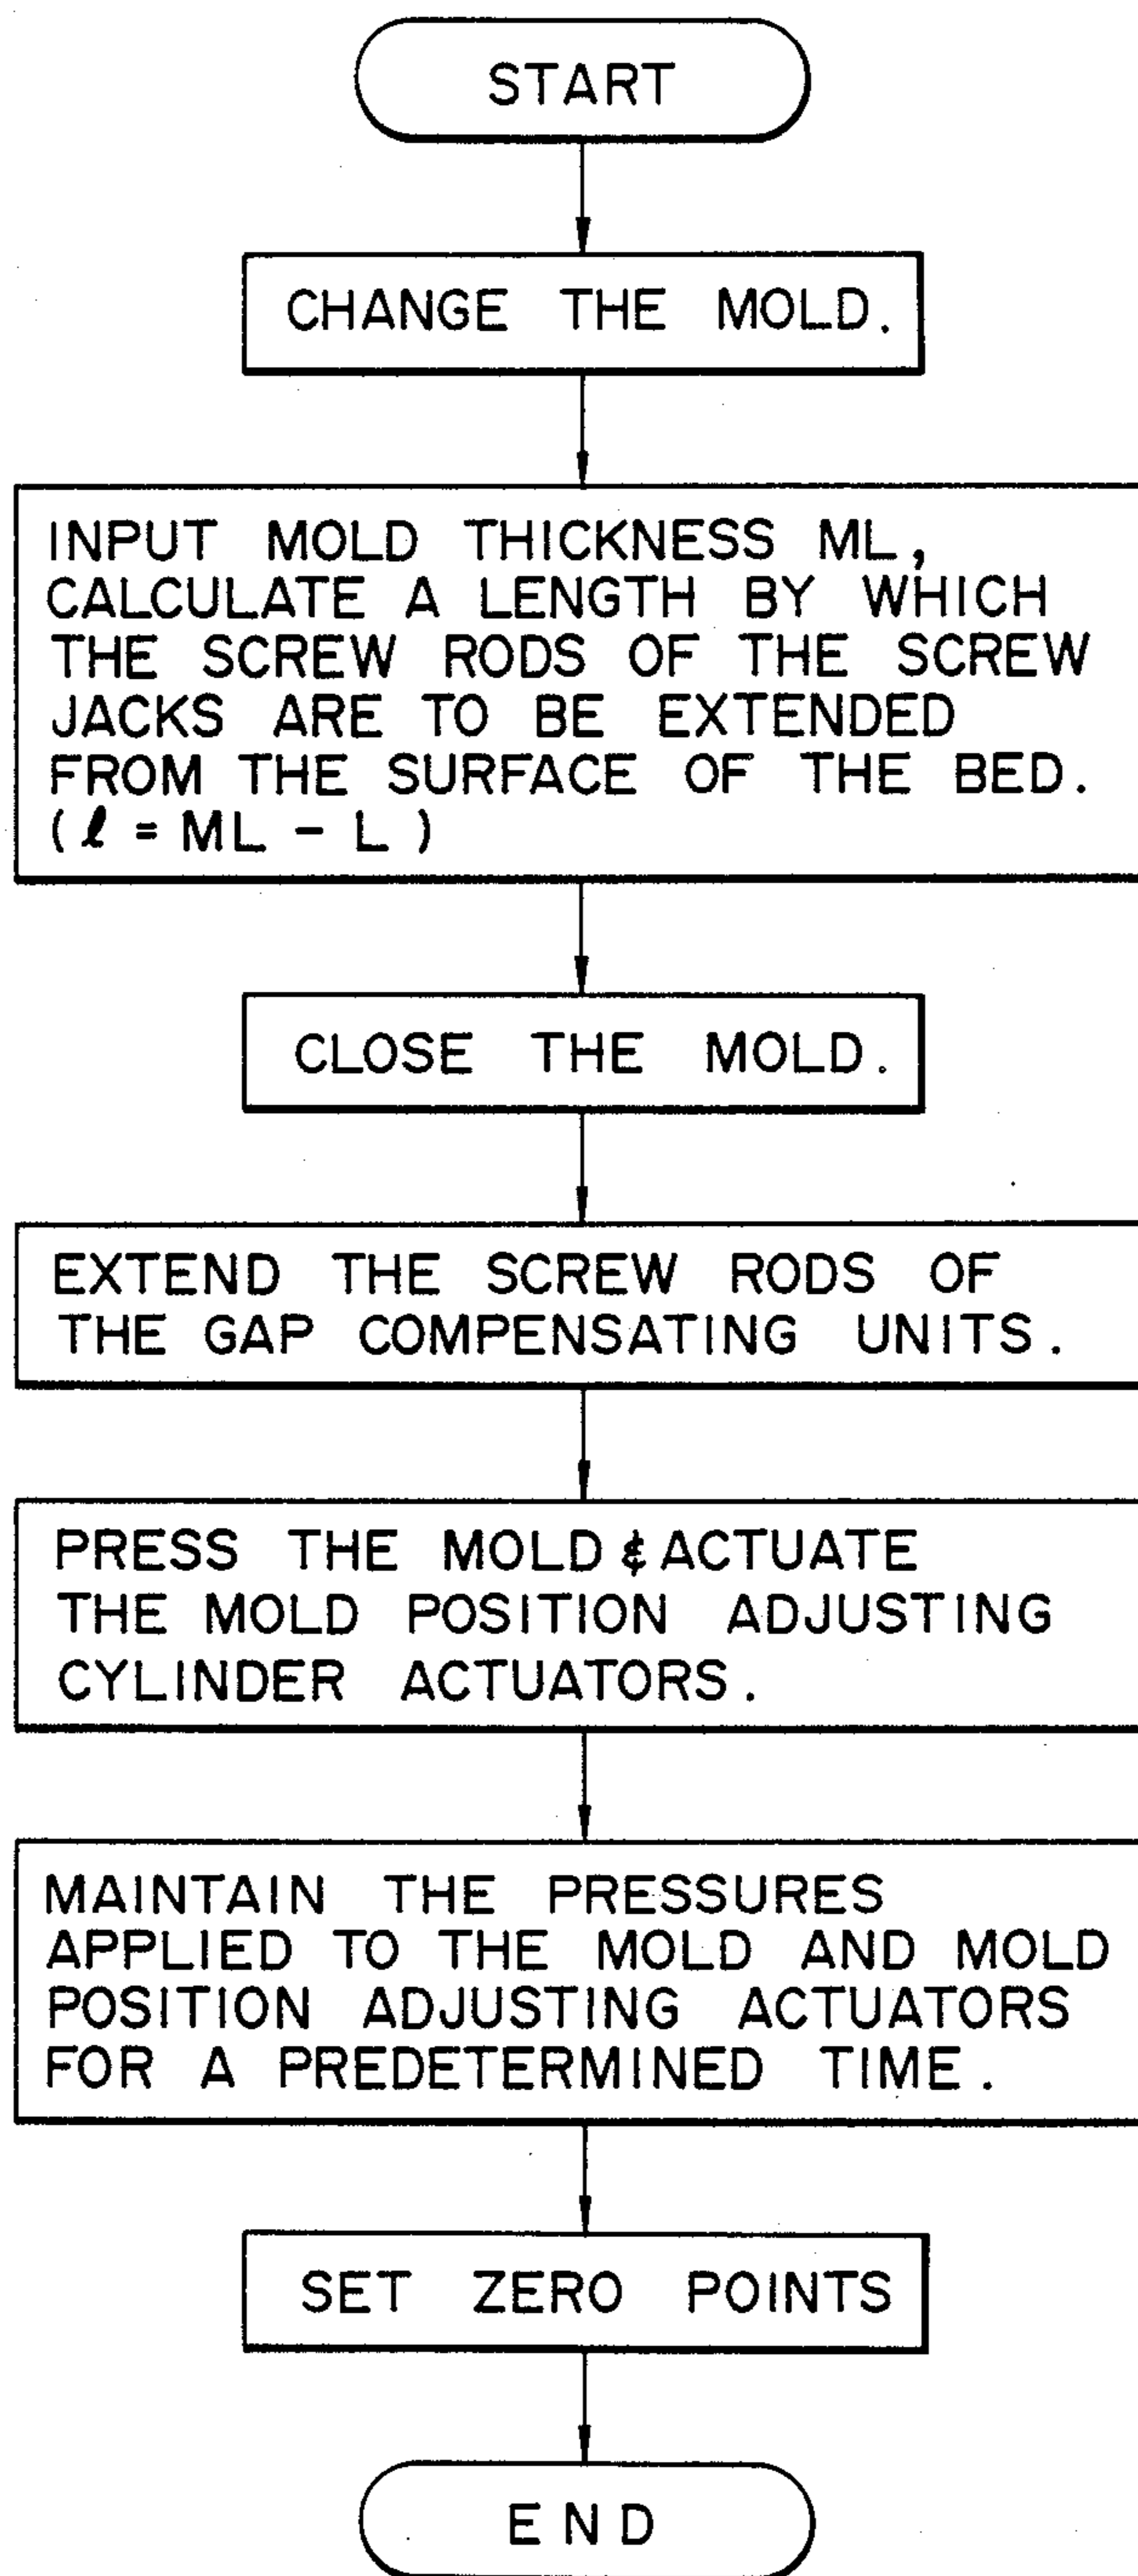 START
CHANGE THE MOLD.
INPUT MOLD THICKNESS ML,
CALCULATE A LENGTH BY WHICH
THE SCREW RODS OF THE SCREW
JACKS ARE TO BE EXTENDED
FROM THE SURFACE OF THE BED.
(ℓ = ML - L)
CLOSE THE MOLD.
EXTEND THE SCREW RODS OF
THE GAP COMPENSATING UNITS.
PRESS THE MOLD & ACTUATE
THE MOLD POSITION ADJUSTING
CYLINDER ACTUATORS.
MAINTAIN THE PRESSURES
APPLIED TO THE MOLD AND MOLD
POSITION ADJUSTING ACTUATORS
FOR A PREDETERMINED TIME.
SET ZERO POINTS
END